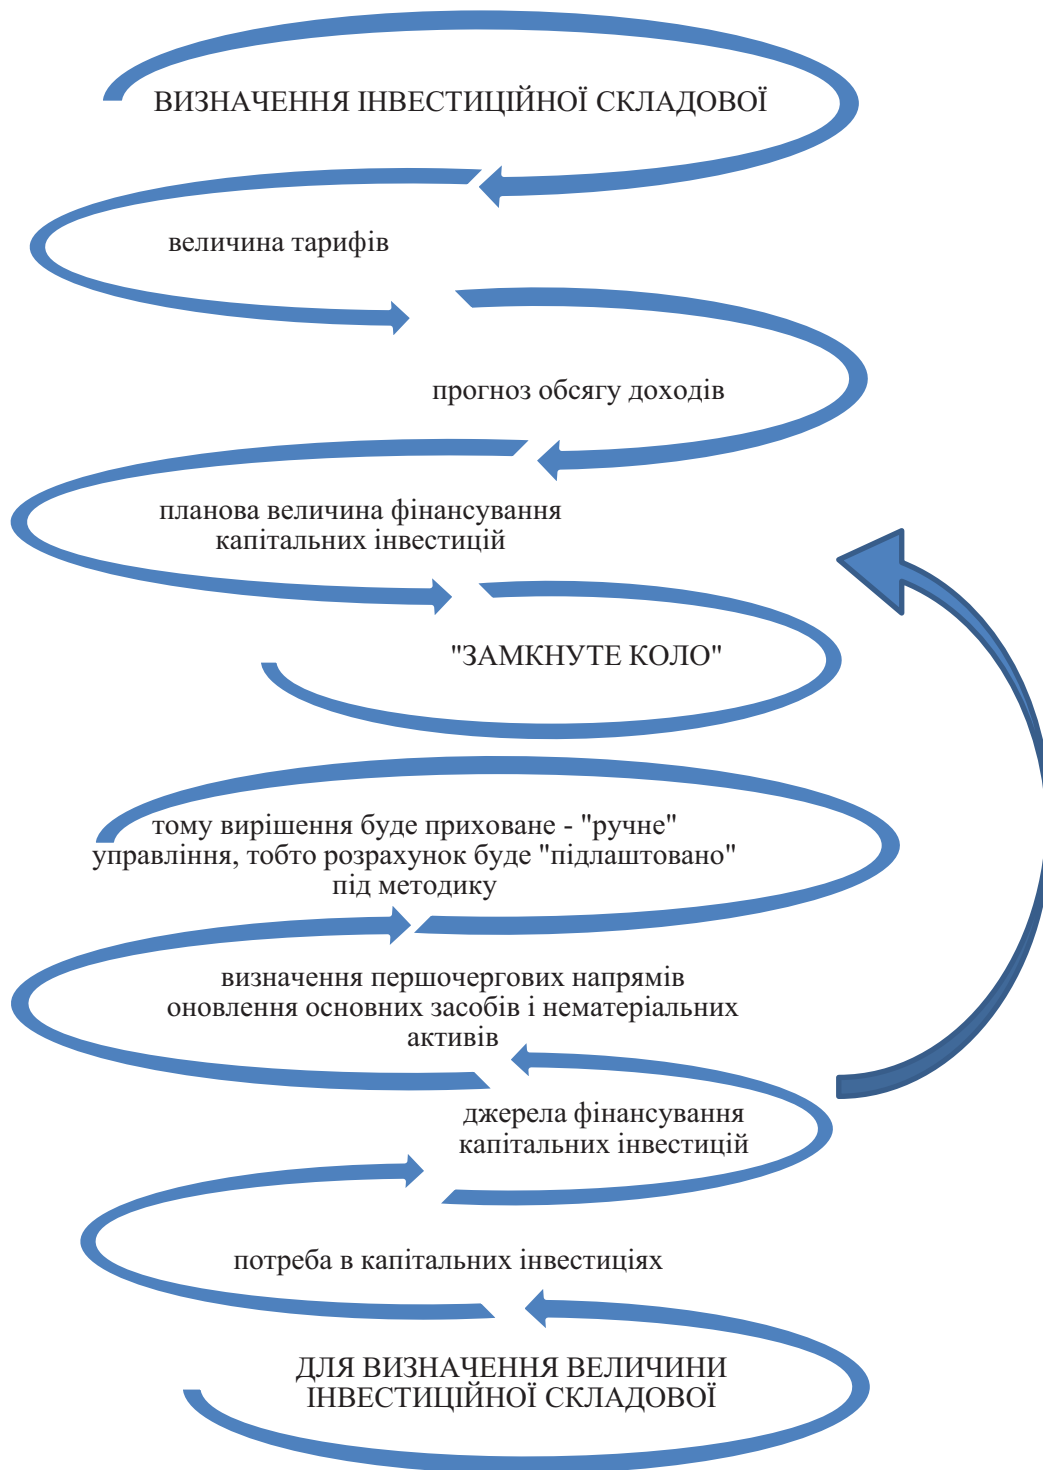 ВИЗНАЧЕННЯ ІНВЕСТИЦІЙНОЇ СКЛАДОВОЇ
величина тарифів
прогноз обсягу доходів
планова величина фінансування
капітальних інвестицій
"ЗАМКНУТЕ КОЛО"
тому вирішення буде приховане - "ручне"
управління, тобто розрахунок буде "підлаштовано"
під методику
визначення першочергових напрямів
оновлення основних засобів і нематеріальних
активів
джерела фінансування
капітальних інвестицій
потреба в капітальних інвестиціях
ДЛЯ ВИЗНАЧЕННЯ ВЕЛИЧИНИ
ІНВЕСТИЦІЙНОЇ СКЛАДОВОЇ